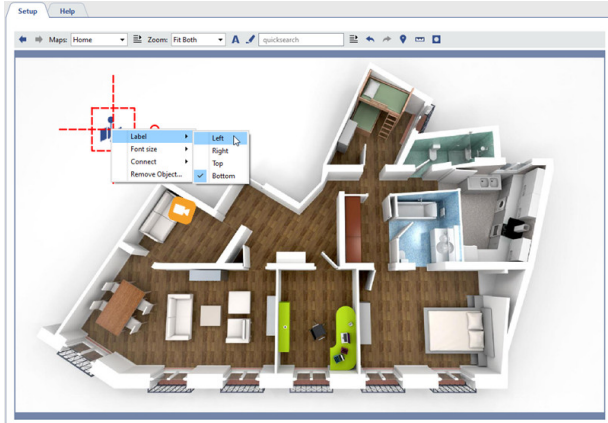 Setup Help
Maps: Home Zoom: Fit Both A quicksearch
Label Left
Font size Right
Connect Top
Remove Object... Bottom